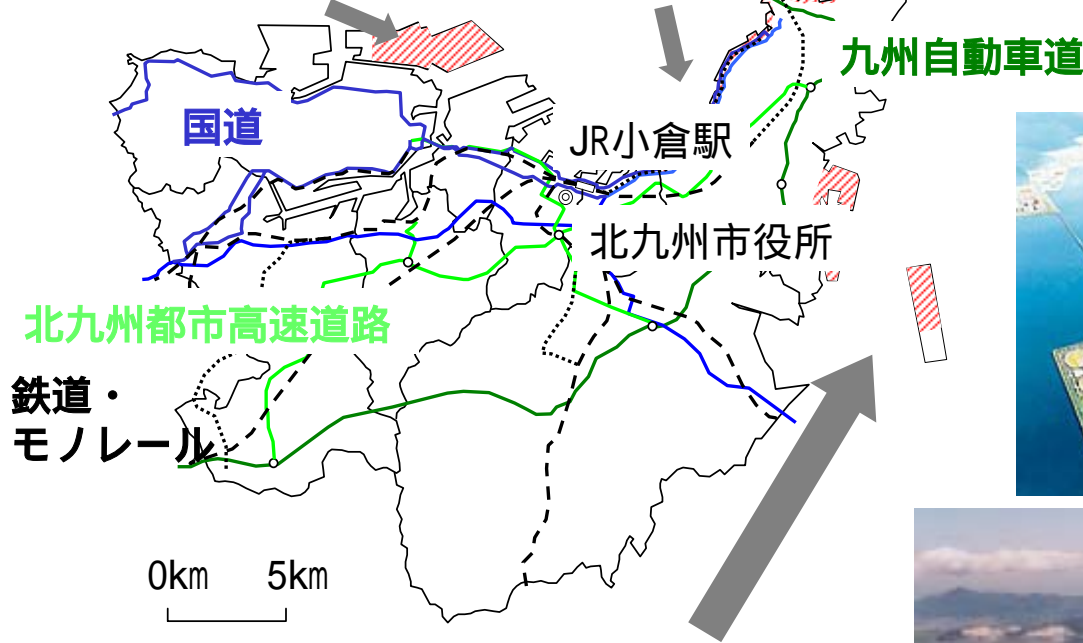 九州自動車道
国道
JR小倉駅
北九州市役所
北九州都市高速道路
鉄道・
モノレール
0km 5km